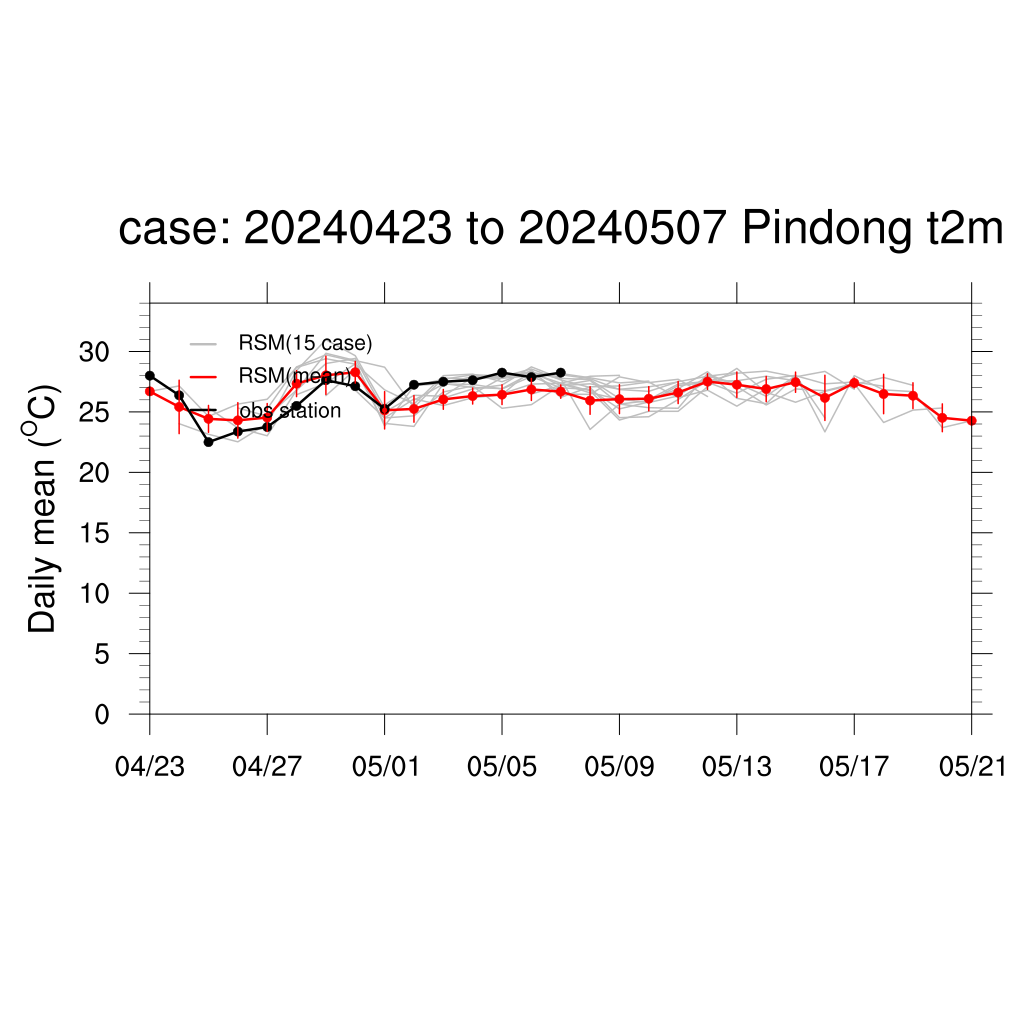 case: 20240423 to 20240507 Pindong t2m
Daily mean (°C)
30
25
20
15
10
5
0
RSM(15 case)
RSM(mean)
obs station
04/23 04/27 05/01 05/05 05/09 05/13 05/17 05/21